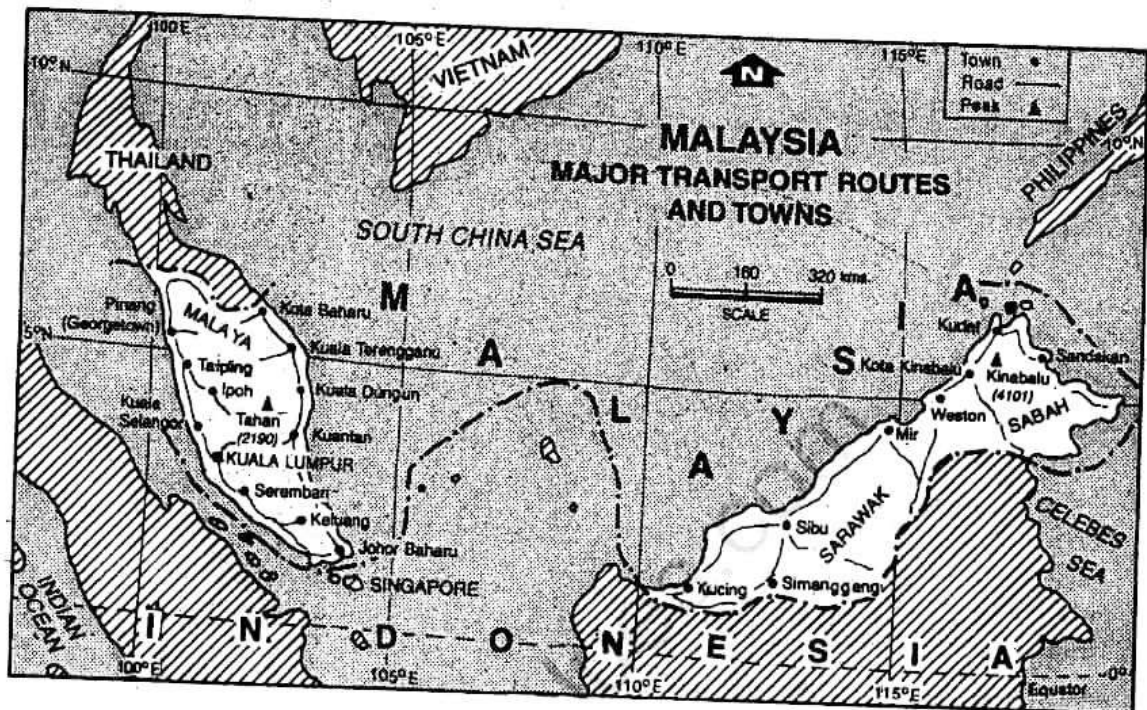 100 E
105° E
110° E
115° E
10° N
VIETNAM
N
Town
Road
Peak
THAILAND
MALAYSIA
MAJOR TRANSPORT ROUTES
AND TOWNS
PHILIPPINES
10° N
SOUTH CHINA SEA
0 160 320 kms.
SCALE
M A L A Y S I A
Pinang
(Georgetown)
MALAYA
Kota Baharu
5° N
Kuala Terengganu
Taipling
Ipoh
Kuala Dungun
Kuala
Selangor
Tahan
(2190)
Kuantan
KUALA LUMPUR
Seremban
Keluang
Johor Baharu
SINGAPORE
Kudat
Sandakan
Kota Kinabalu
Kinabalu
(4101)
Weston
SABAH
Mir
Sibu
SARAWAK
Kucing
Simanggang
CELEBES
SEA
INDIAN
OCEAN
I N D O N E S I A
100° E
105° E
110° E
115° E
Equator
0°